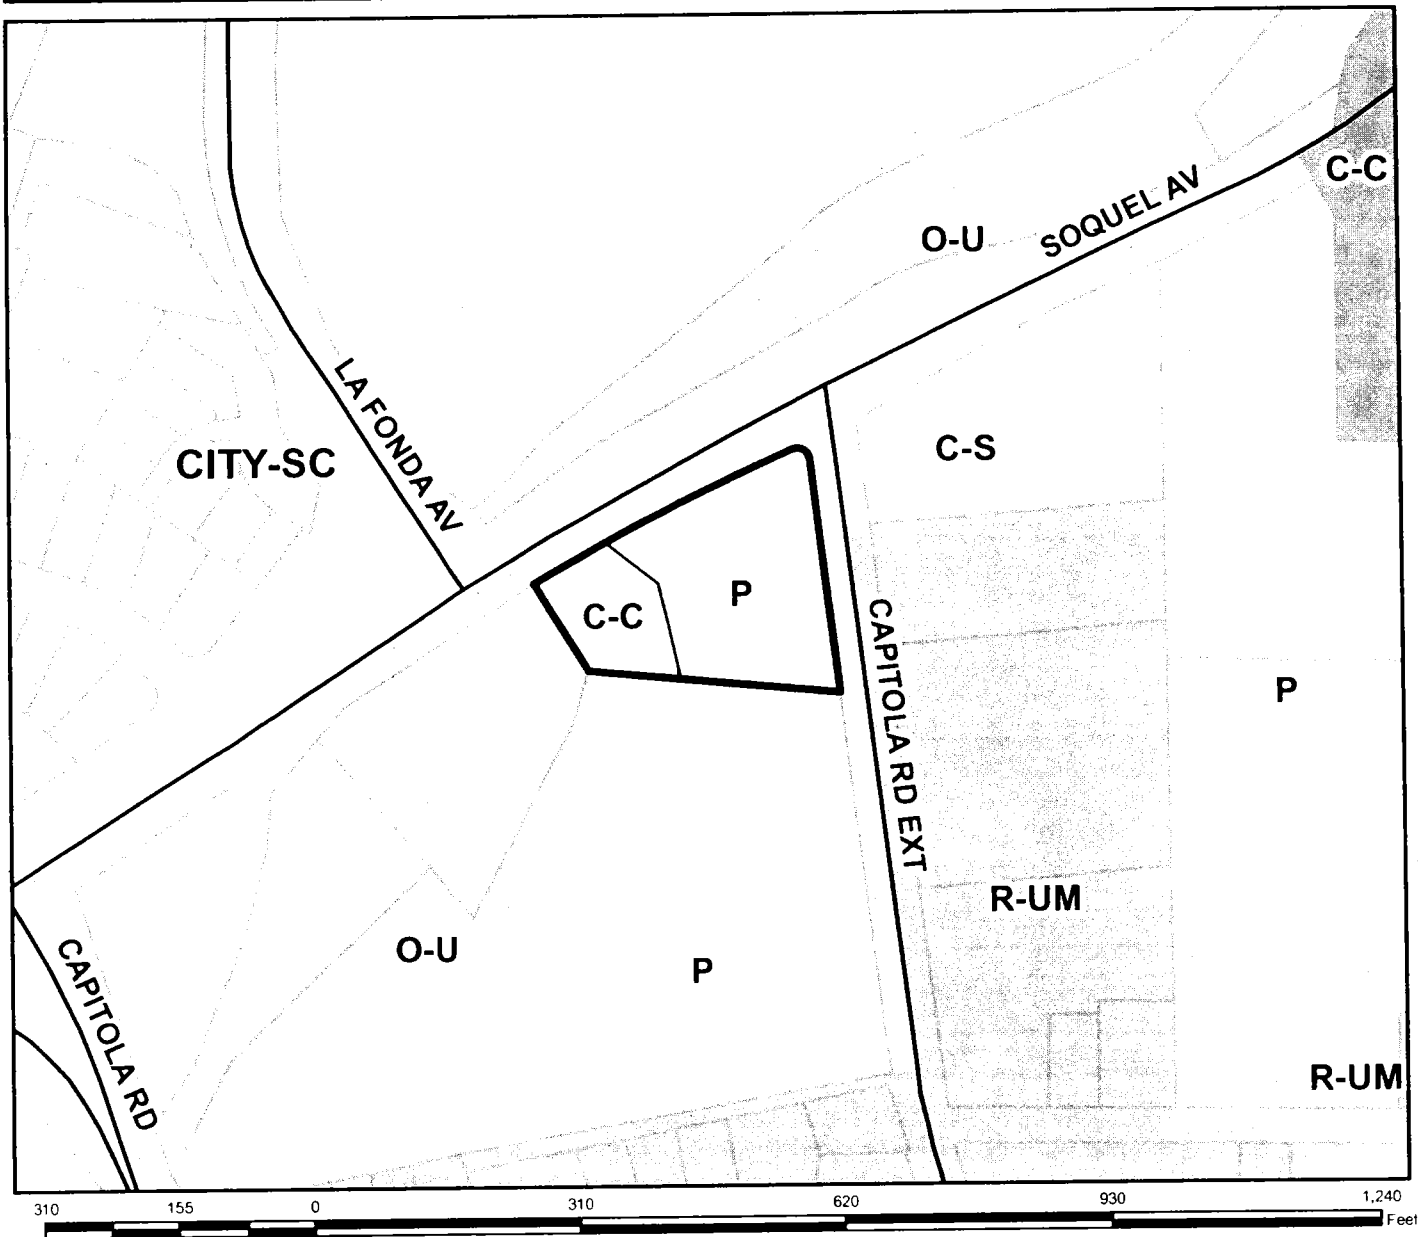 C-C
SOQUEL AV
O-U
LA FONDA AV
CITY-SC
C-S
P
C-C
CAPITOLA RD EXT
P
R-UM
O-U
P
CAPITOLA RD
R-UM
310 155 0 310 620 930 1,240
Feet